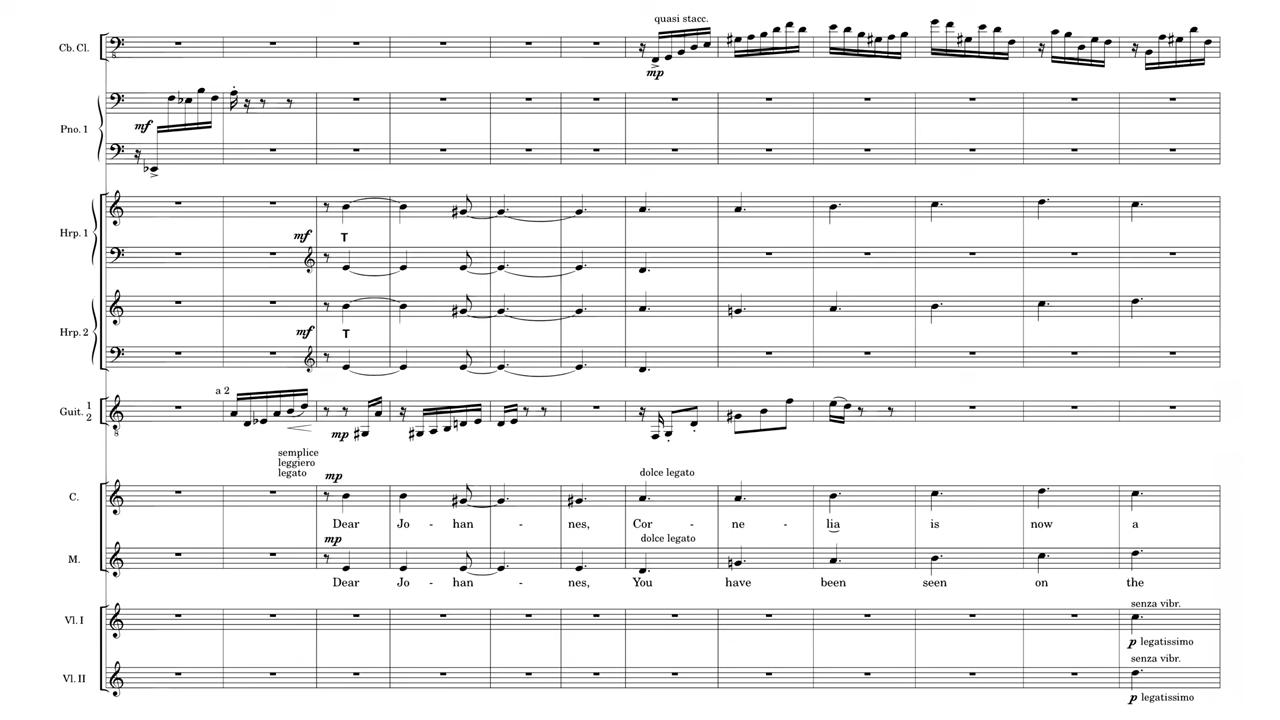 quasi stacc.
Cb. Cl.
8
mp
Pno. 1
mf
Hrp. 1
mf T
Hrp. 2
mf T
a 2
Guit. 1
2
8
mp
semplice
leggiero
legato
mp
dolce legato
C.
Dear Jo - han - nes, Cor - ne - lia is now a
mp
dolce legato
M.
Dear Jo - han - nes, You have been seen on the
senza vibr.
Vl. I
p legatissimo
senza vibr.
Vl. II
p legatissimo